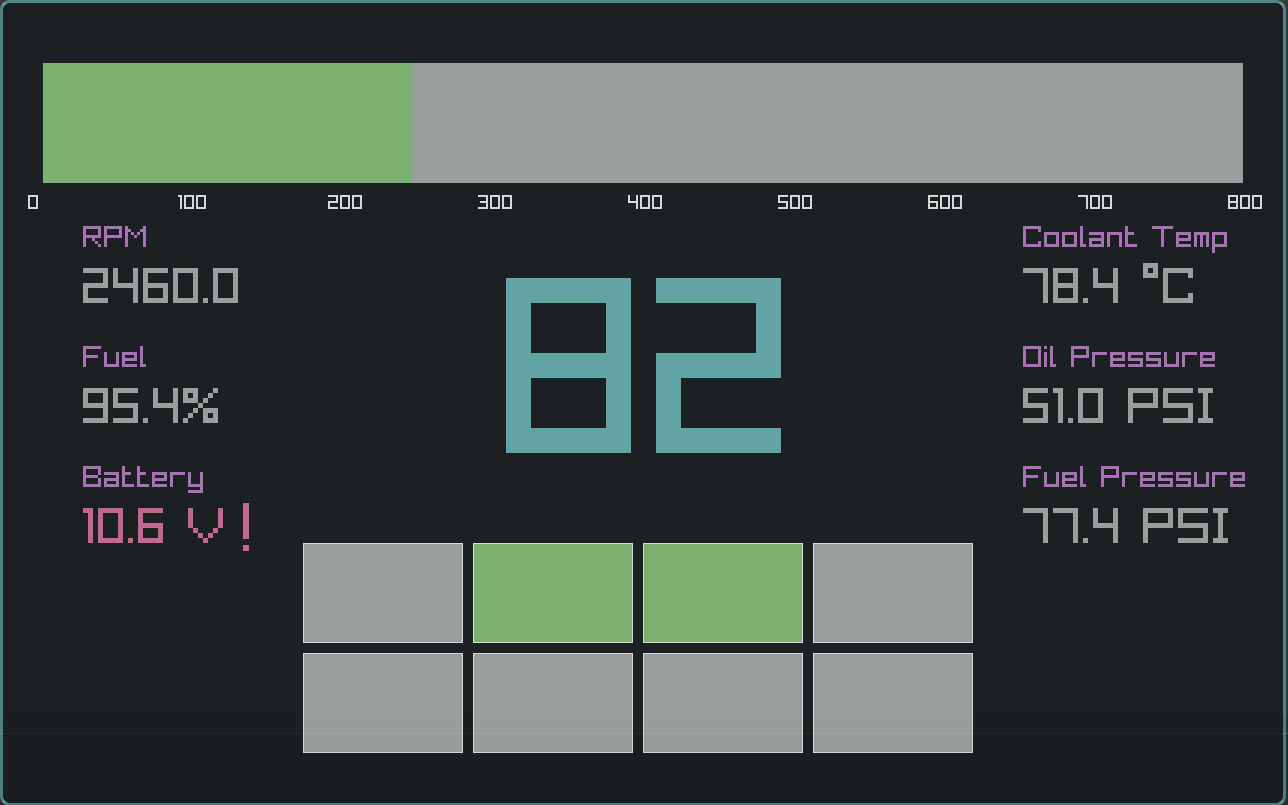 0 100 200 300 400 500 600 700 800
RPM
2460.0
Fuel
95.4%
Battery
10.6 V !
82
Coolant Temp
78.4 °C
Oil Pressure
51.0 PSI
Fuel Pressure
77.4 PSI